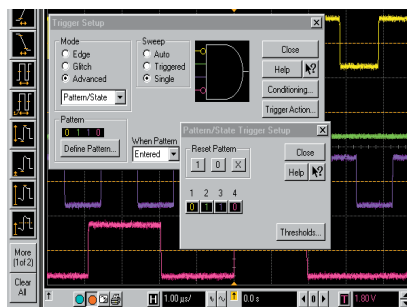 Trigger Setup
Mode
Edge
Glitch
Advanced
Pattern/State
Sweep
Auto
Triggered
Single
Close
Help
Conditioning...
Trigger Action...
Pattern
0 1 1 0
Define Pattern...
When Pattern
Entered
Pattern/State Trigger Setup
Reset Pattern
1 0 X
Close
Help
1 2 3 4
0 1 1 0
Thresholds...
More
(1of 2)
Clear
All
H 1.00 µs/
0.0 s
0
T 1.80 V